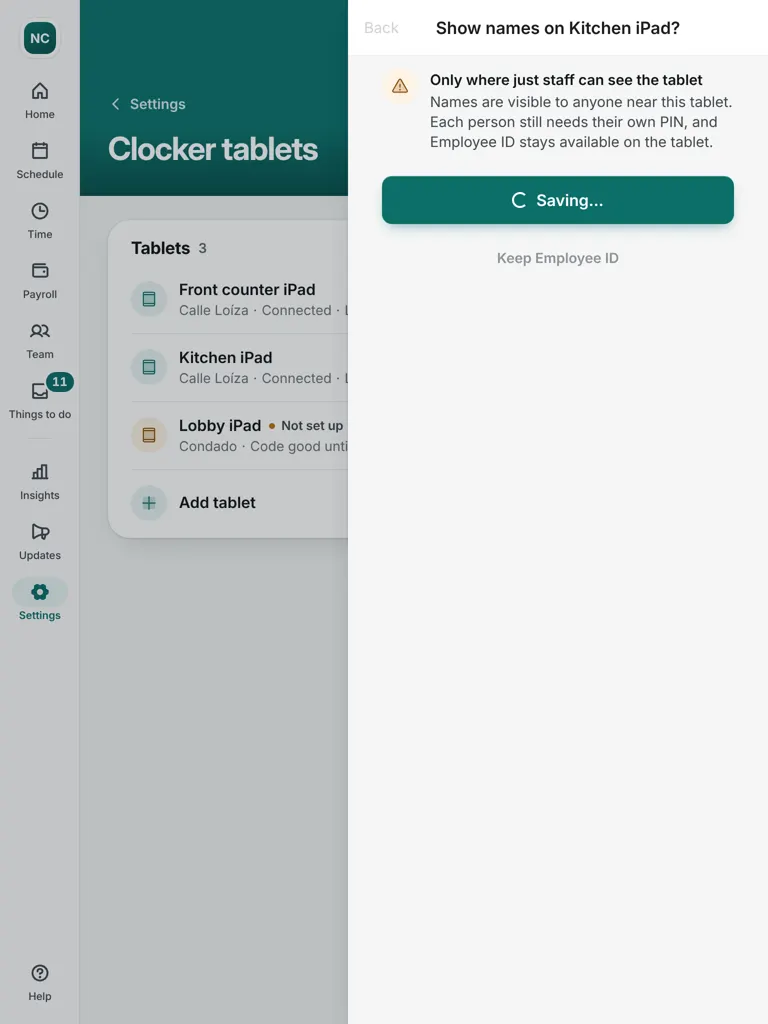 NC
Home
Schedule
Time
Payroll
Team
11
Things to do
Insights
Updates
Settings
Help
Settings
Clocker tablets
Tablets 3
Front counter iPad
Calle Loíza · Connected ·
Kitchen iPad
Calle Loíza · Connected ·
Lobby iPad • Not set up
Condado · Code good unti
Add tablet
Back
Show names on Kitchen iPad?
Only where just staff can see the tablet
Names are visible to anyone near this tablet.
Each person still needs their own PIN, and
Employee ID stays available on the tablet.
Saving...
Keep Employee ID